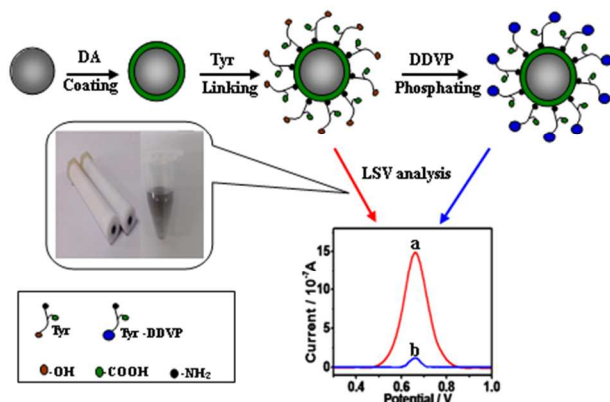 DA
Coating
Tyr
Linking
DDVP
Phosphating
LSV analysis
a
b
Current / 10⁻⁷A
15
10
5
0
0.4 0.6 0.8 1.0
Potential / V
Tyr
Tyr -DDVP
-OH -COOH -NH₂